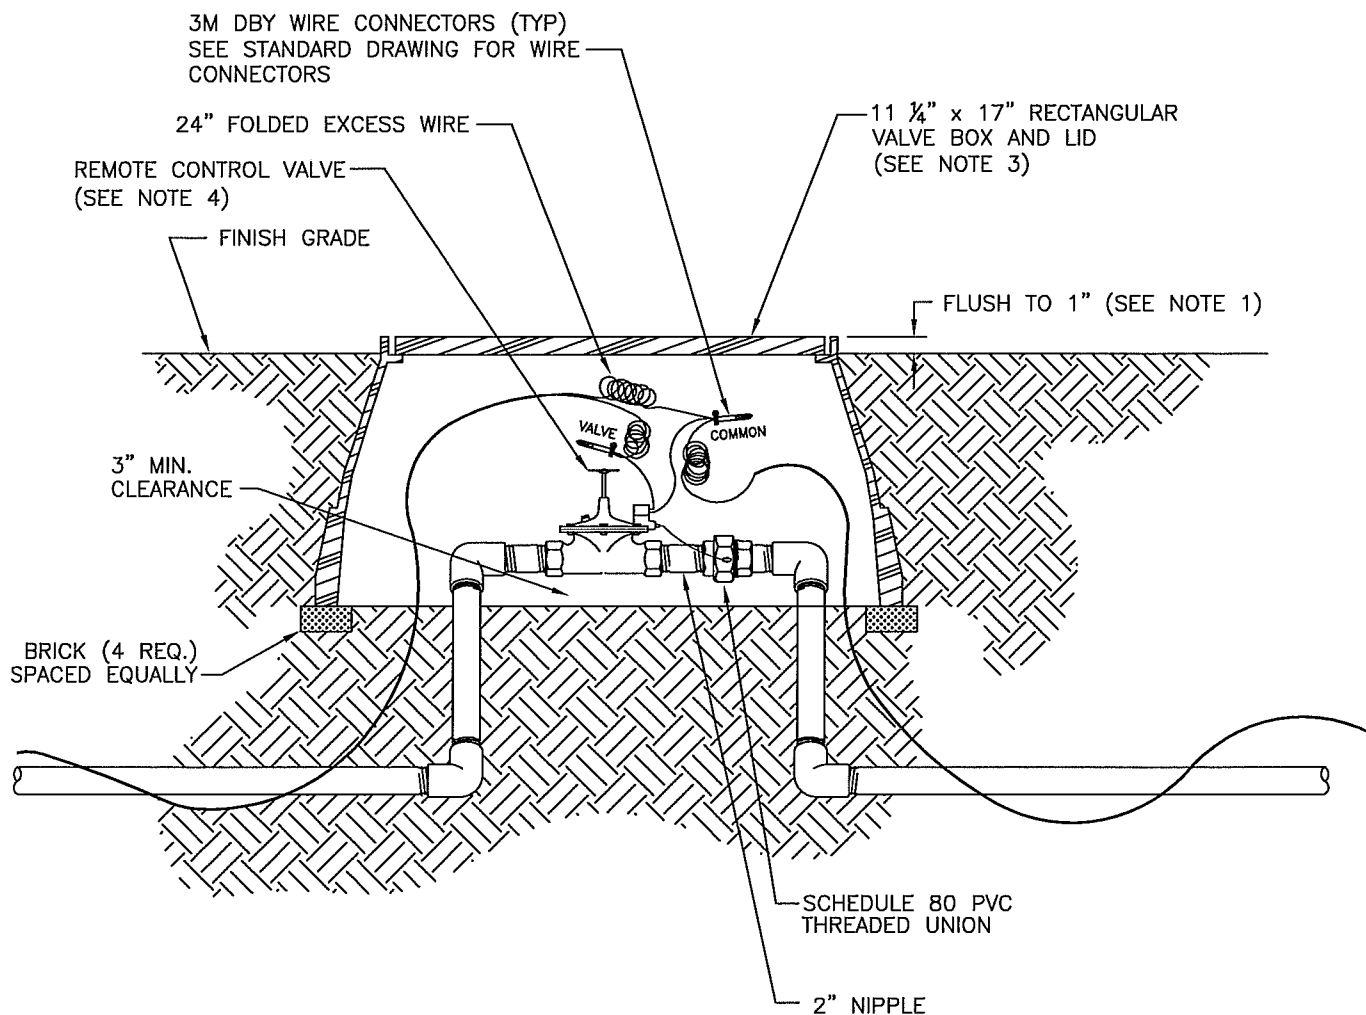 3M DBY WIRE CONNECTORS (TYP)
SEE STANDARD DRAWING FOR WIRE
CONNECTORS
24” FOLDED EXCESS WIRE
11 ¼” x 17” RECTANGULAR
VALVE BOX AND LID
(SEE NOTE 3)
REMOTE CONTROL VALVE
(SEE NOTE 4)
FINISH GRADE
FLUSH TO 1” (SEE NOTE 1)
VALVE
COMMON
3” MIN.
CLEARANCE
BRICK (4 REQ.)
SPACED EQUALLY
SCHEDULE 80 PVC
THREADED UNION
2” NIPPLE